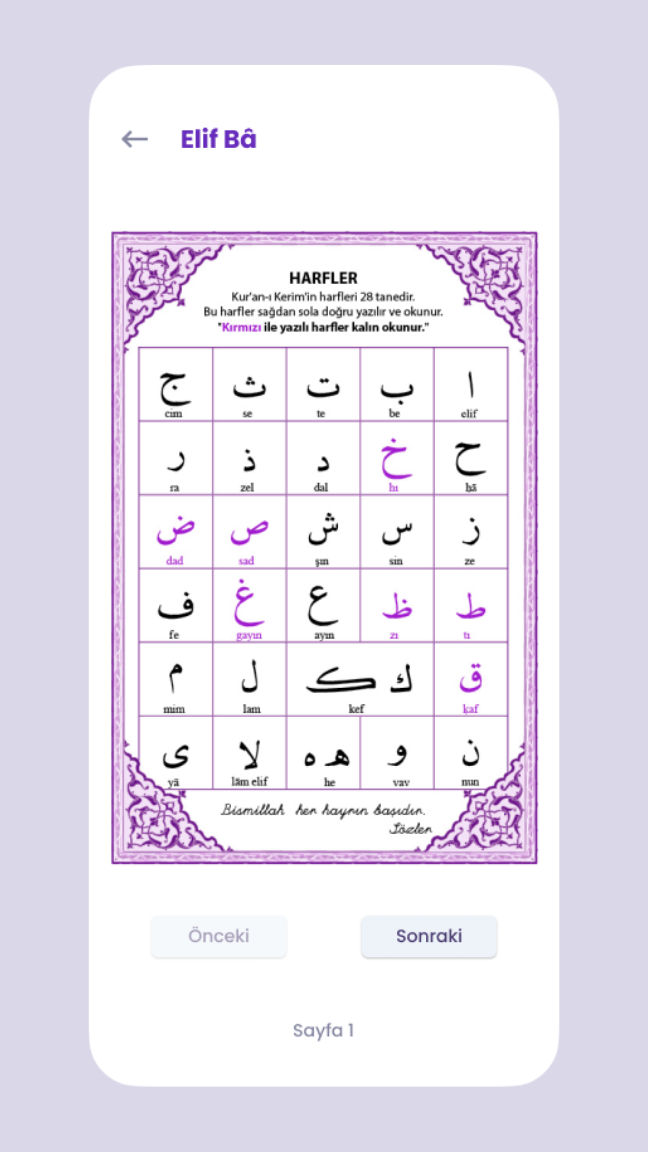 ← Elif Bâ
HARFLER
Kur'an-ı Kerim'in harfleri 28 tanedir.
Bu harfler sağdan sola doğru yazılır ve okunur.
"Kırmızı ile yazılı harfler kalın okunur."
ا ب ت ث ج
elif be te se cim
ح خ د ذ ر
hā hı dal zel ra
ز س ش ص ض
ze sin şın sad dad
ط ظ ع غ ف
tı zı ayın gayın fe
ق ك ڪ ل م
kaf kef lam mim
ن و ه ه لا ى
nun vav he lām elif yā
Bismillah her hayrın başıdır.
Sözler
Önceki Sonraki
Sayfa 1